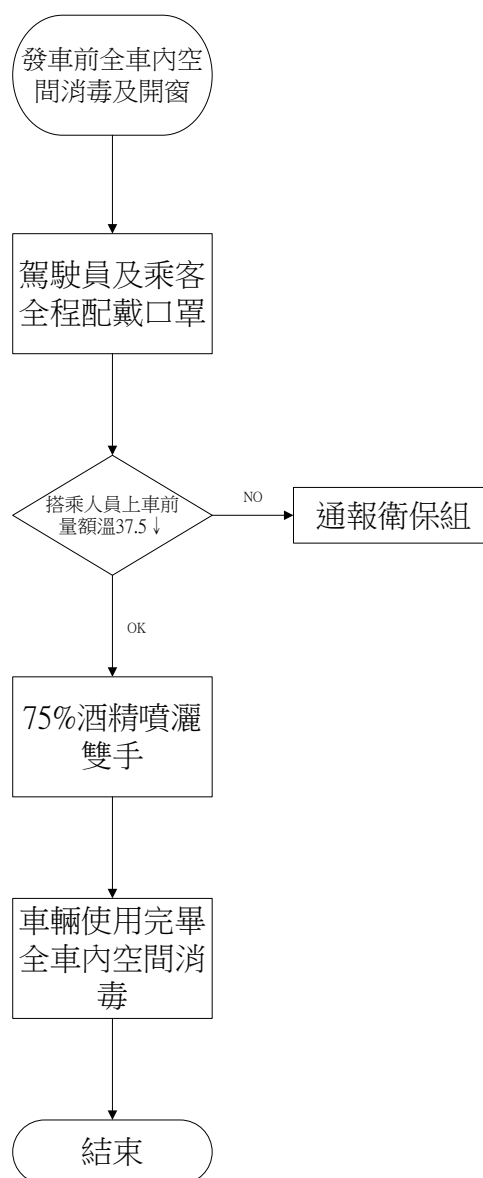 發車前全車內空
間消毒及開窗
駕駛員及乘客
全程配戴口罩
搭乘人員上車前
量額溫37.5↓
NO
通報衛保組
OK
75%酒精噴灑
雙手
車輛使用完畢
全車內空間消
毒
結束